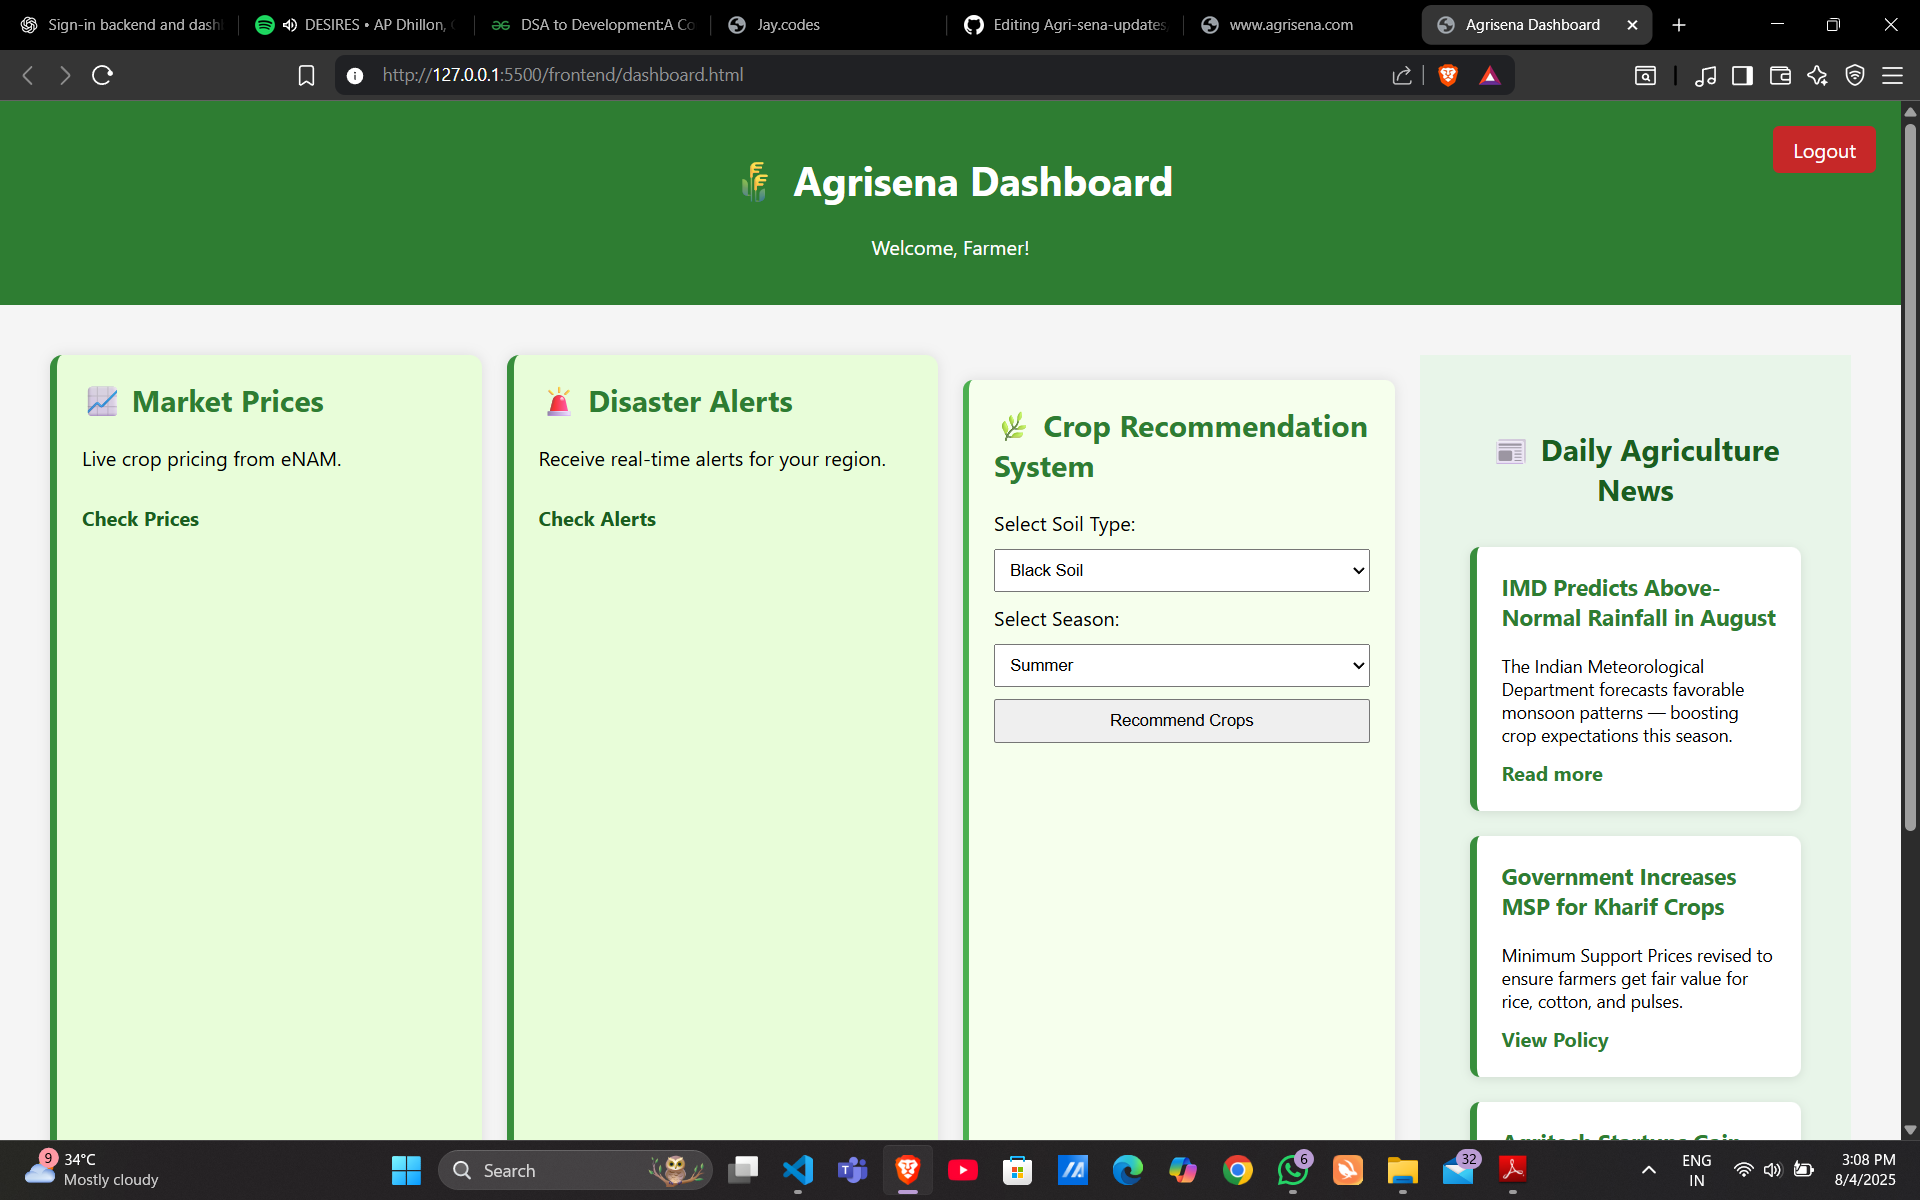 Sign-in backend and dash
DESIRES • AP Dhillon,
DSA to Development:A Co
Jay.codes
Editing Agri-sena-updates
www.agrisena.com
Agrisena Dashboard
http://127.0.0.1:5500/frontend/dashboard.html
Logout
Agrisena Dashboard
Welcome, Farmer!
Market Prices
Live crop pricing from eNAM.
Check Prices
Disaster Alerts
Receive real-time alerts for your region.
Check Alerts
Crop Recommendation
System
Select Soil Type:
Black Soil
Select Season:
Summer
Recommend Crops
Daily Agriculture
News
IMD Predicts Above-
Normal Rainfall in August
The Indian Meteorological
Department forecasts favorable
monsoon patterns — boosting
crop expectations this season.
Read more
Government Increases
MSP for Kharif Crops
Minimum Support Prices revised to
ensure farmers get fair value for
rice, cotton, and pulses.
View Policy
Agritech Startups Gain
9
34°C
Mostly cloudy
Search
6
32
ENG
IN
3:08 PM
8/4/2025